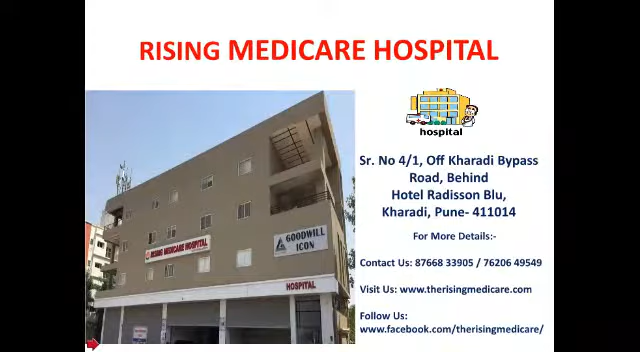 RISING MEDICARE HOSPITAL
hospital
Sr. No 4/1, Off Kharadi Bypass
Road, Behind
Hotel Radisson Blu,
Kharadi, Pune- 411014
For More Details:-
Contact Us: 87668 33905 / 76206 49549
Visit Us: www.therisingmedicare.com
Follow Us:
www.facebook.com/therisingmedicare/
RISING MEDICARE HOSPITAL
GOODWILL
ICON
HOSPITAL